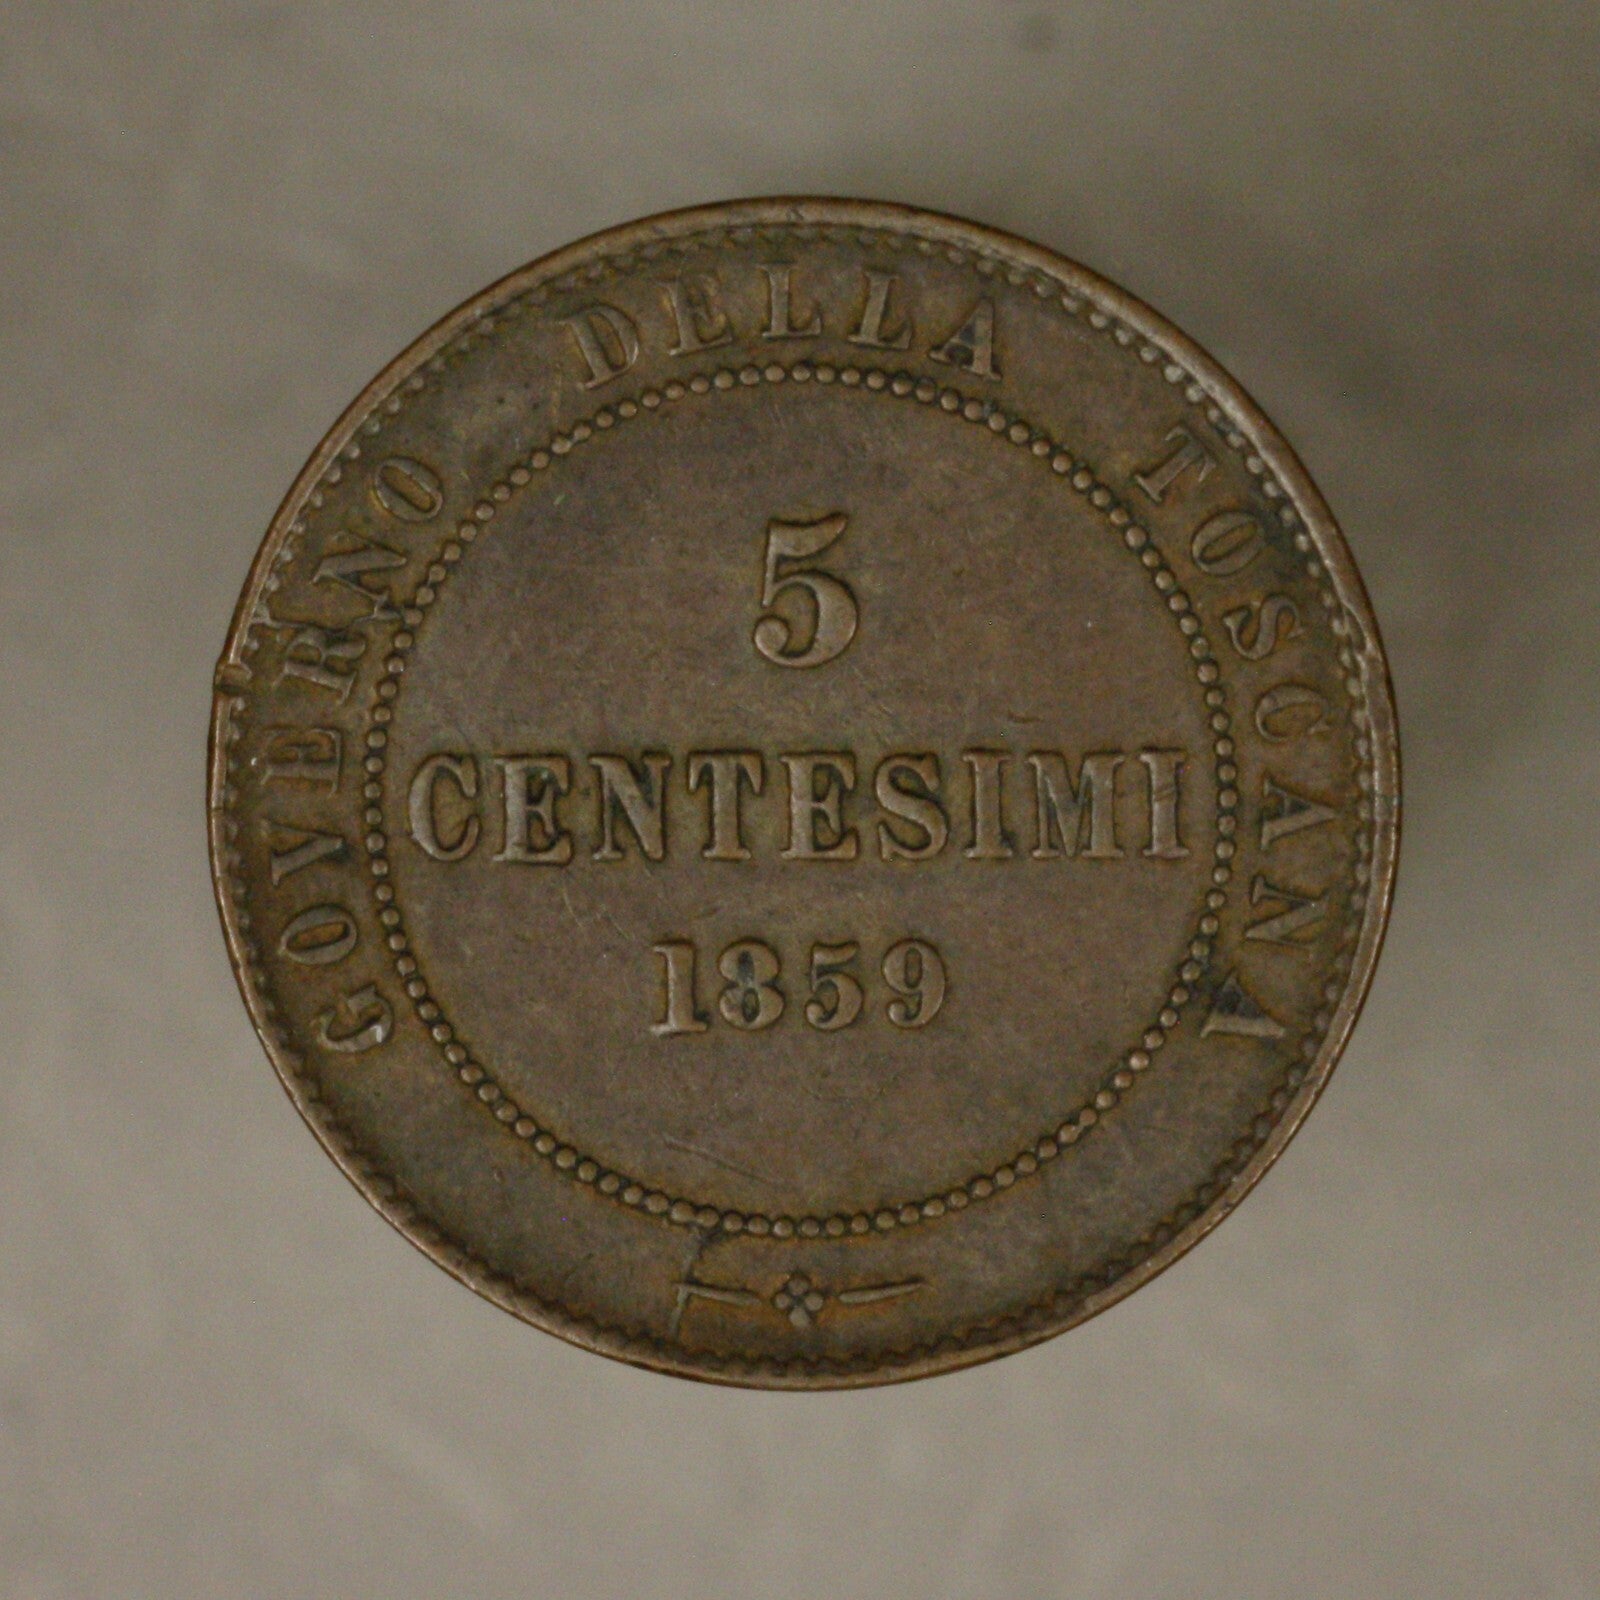 GOVERNO DELLA TOSCANA
5
CENTESIMI
1859